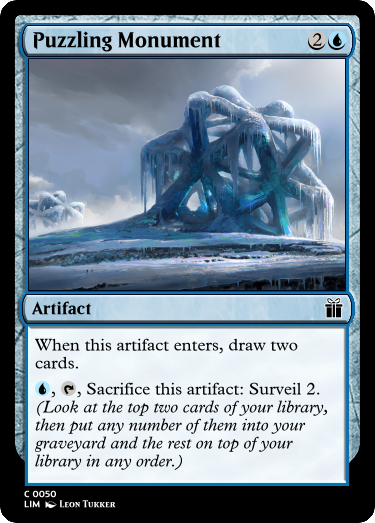 Puzzling Monument 2
Artifact
When this artifact enters, draw two
cards.
, , Sacrifice this artifact: Surveil 2.
(Look at the top two cards of your library,
then put any number of them into your
graveyard and the rest on top of your
library in any order.)
C 0050
LIM Leon Tukker